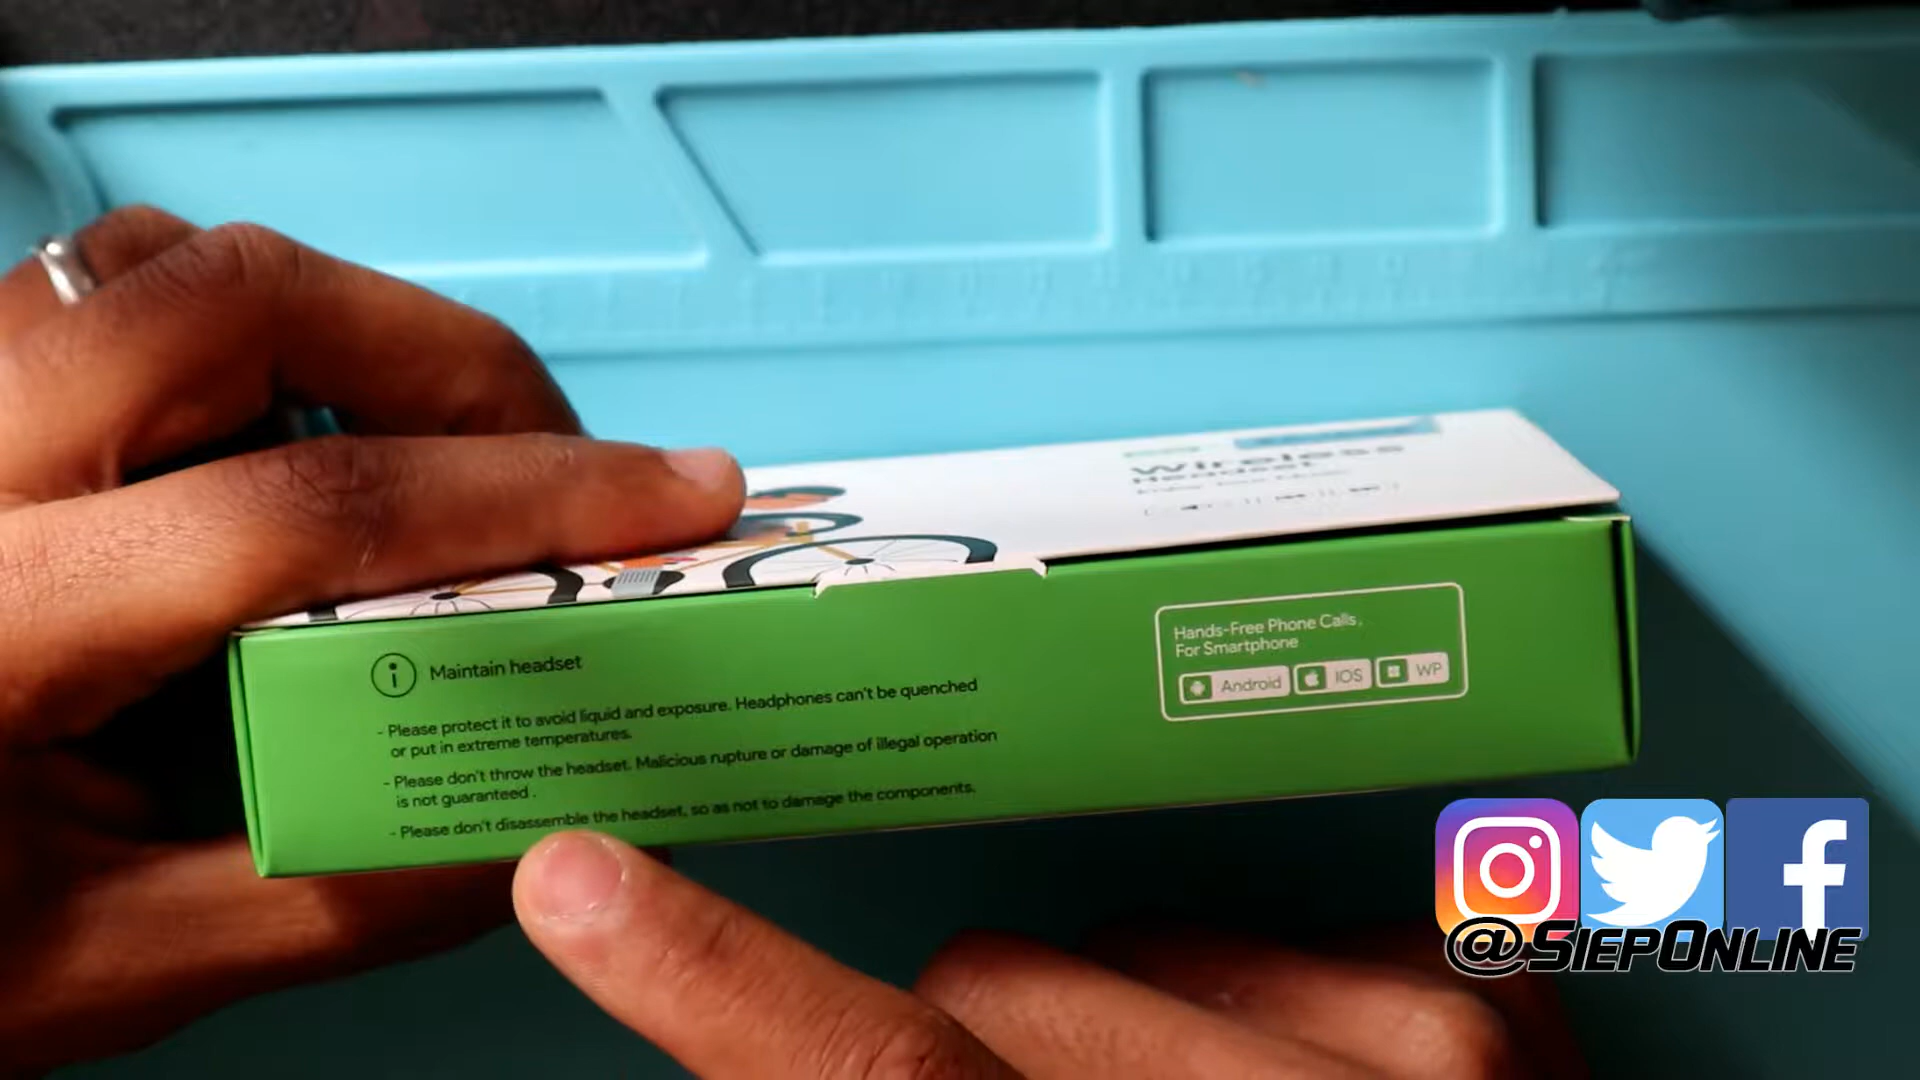 Wireless
Headset
Maintain headset
- Please protect it to avoid liquid and exposure. Headphones can't be quenched
or put in extreme temperatures.
- Please don't throw the headset. Malicious rupture or damage of illegal operation
is not guaranteed .
- Please don't disassemble the headset, so as not to damage the components.
Hands-Free Phone Calls.
For Smartphone
Android IOS WP
@SiepOnline